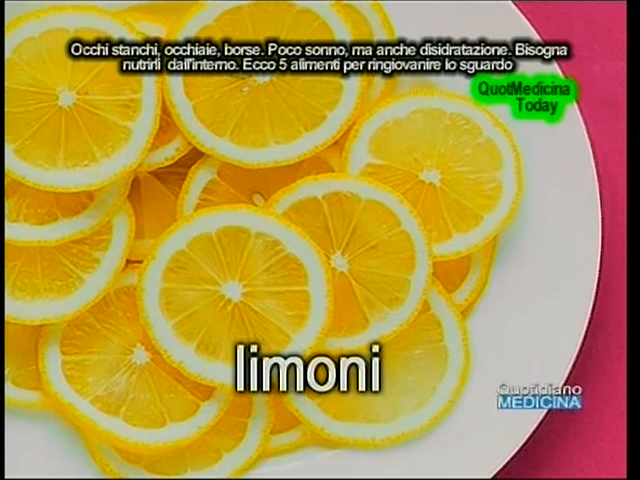 Occhi stanchi, occhiaie, borse. Poco sonno, ma anche disidratazione. Bisogna
nutrirli dall'interno. Ecco 5 alimenti per ringiovanire lo sguardo
QuotMedicina
Today
limoni
Quotidiano
MEDICINA